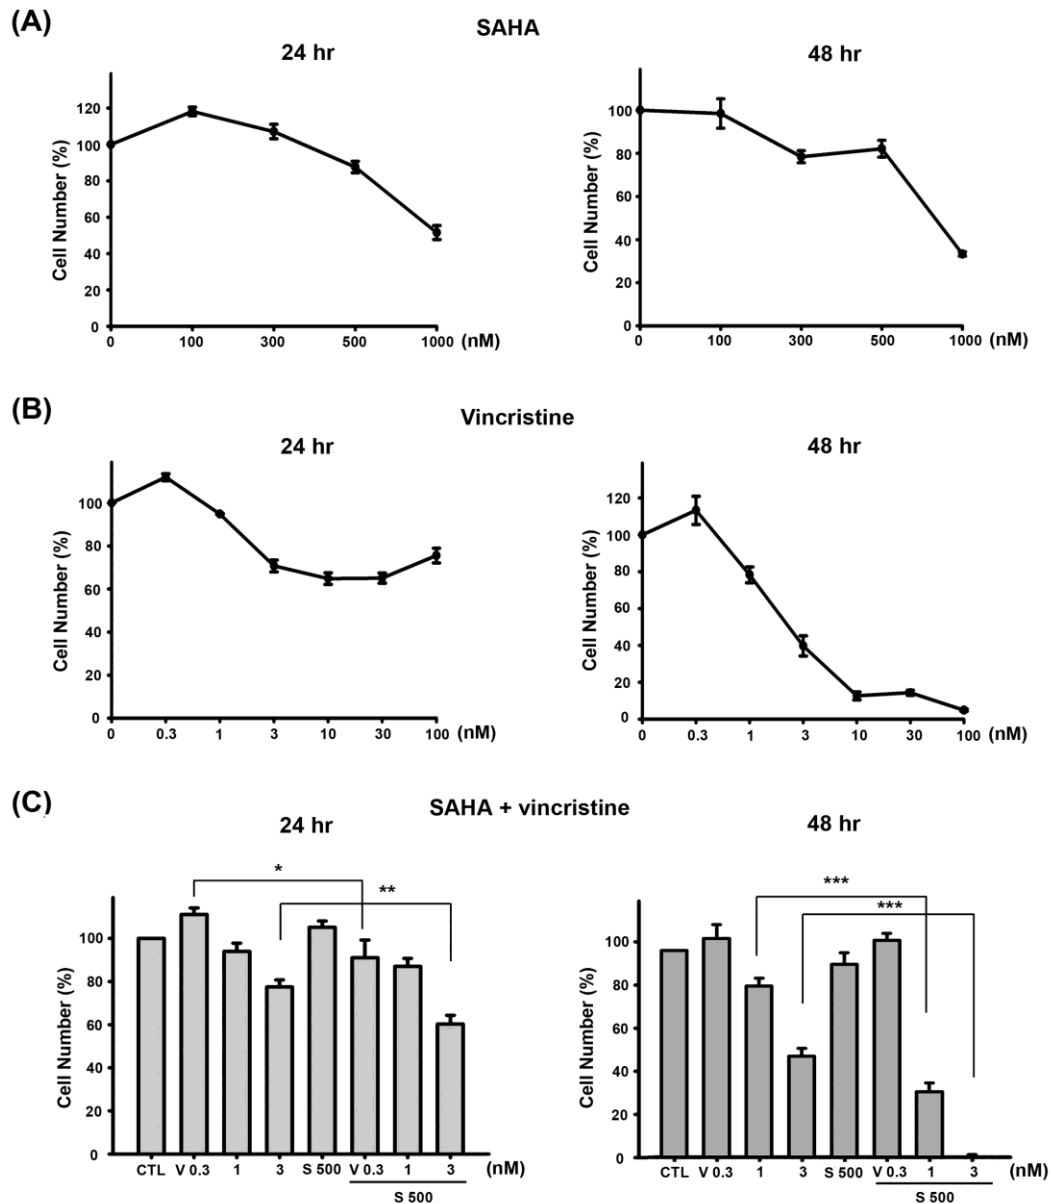 (A)
SAHA
24 hr
48 hr
Cell Number (%)
120
100
80
60
40
20
0
0 100 300 500 1000 (nM)
Cell Number (%)
100
80
60
40
20
0
0 100 300 500 1000 (nM)
(B)
Vincristine
24 hr
48 hr
Cell Number (%)
100
80
60
40
20
0
0 0.3 1 3 10 30 100 (nM)
Cell Number (%)
120
100
80
60
40
20
0
0 0.3 1 3 10 30 100 (nM)
(C)
SAHA + vincristine
24 hr
48 hr
*
**
Cell Number (%)
100
80
60
40
20
0
CTL V 0.3 1 3 S 500 V 0.3 1 3 (nM)
S 500
***
***
Cell Number (%)
100
80
60
40
20
0
CTL V 0.3 1 3 S 500 V 0.3 1 3 (nM)
S 500